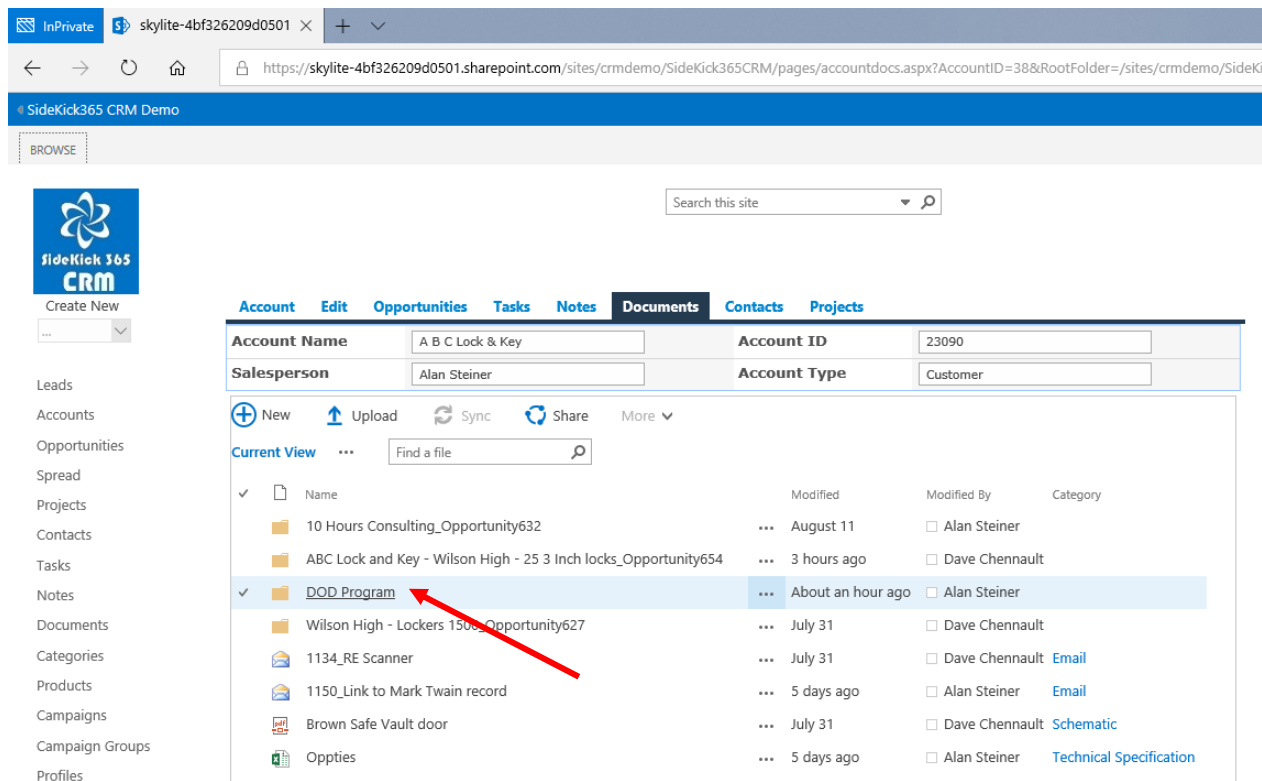 InPrivate skylite-4bf326209d0501
https://skylite-4bf326209d0501.sharepoint.com/sites/crmdemo/SideKick365CRM/pages/accountdocs.aspx?AccountID=38&RootFolder=/sites/crmdemo/SideKi
SideKick365 CRM Demo
BROWSE
Search this site
SideKick 365
CRM
Create New
...
Account Edit Opportunities Tasks Notes Documents Contacts Projects
Account Name A B C Lock & Key Account ID 23090
Salesperson Alan Steiner Account Type Customer
New Upload Sync Share More
Current View ... Find a file
Name Modified Modified By Category
10 Hours Consulting_Opportunity632 ... August 11 Alan Steiner
ABC Lock and Key - Wilson High - 25 3 Inch locks_Opportunity654 ... 3 hours ago Dave Chennault
DOD Program ... About an hour ago Alan Steiner
Wilson High - Lockers 1500_Opportunity627 ... July 31 Dave Chennault
1134_RE Scanner ... July 31 Dave Chennault Email
1150_Link to Mark Twain record ... 5 days ago Alan Steiner Email
Brown Safe Vault door ... July 31 Dave Chennault Schematic
Oppties ... 5 days ago Alan Steiner Technical Specification
Leads
Accounts
Opportunities
Spread
Projects
Contacts
Tasks
Notes
Documents
Categories
Products
Campaigns
Campaign Groups
Profiles